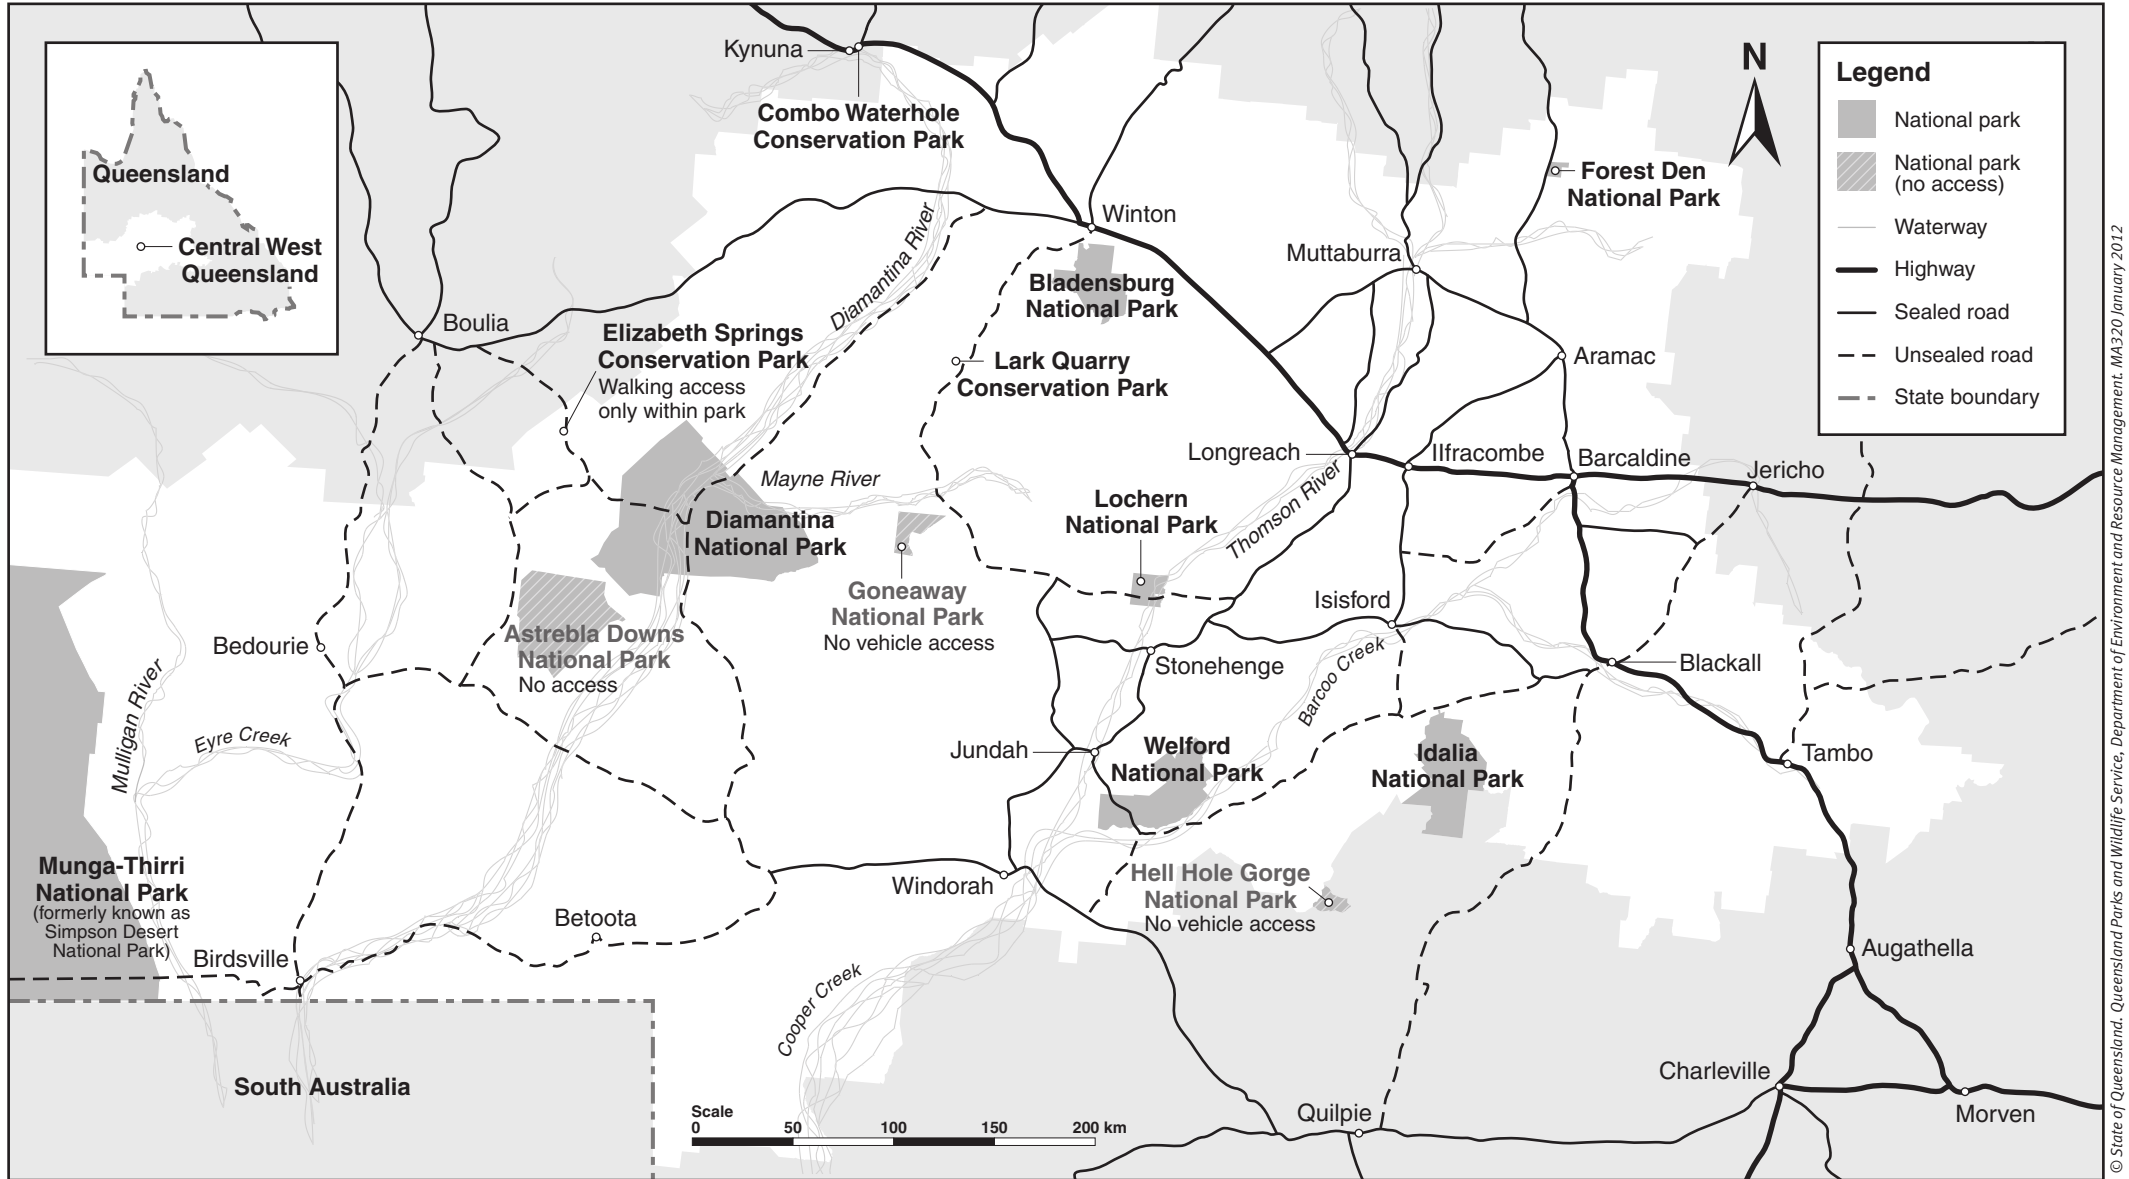 Kynuna
Combo Waterhole
Conservation Park
N
Legend
National park
National park
(no access)
Waterway
Highway
Sealed road
Unsealed road
State boundary
Queensland
Central West
Queensland
Forest Den
National Park
Winton
Muttaburra
Diamantina River
Bladensburg
National Park
Boulia
Elizabeth Springs
Conservation Park
Walking access
only within park
Lark Quarry
Conservation Park
Aramac
Longreach
Ilfracombe
Barcaldine
Jericho
Mayne River
Lochern
National Park
Thomson River
Diamantina
National Park
Goneaway
National Park
No vehicle access
Isisford
Astrebla Downs
National Park
No access
Bedourie
Stonehenge
Barcoo Creek
Blackall
Mulligan River
Eyre Creek
Jundah
Welford
National Park
Idalia
National Park
Tambo
Munga-Thirri
National Park
(formerly known as
Simpson Desert
National Park)
Windorah
Hell Hole Gorge
National Park
No vehicle access
Betoota
Birdsville
Augathella
Cooper Creek
South Australia
Charleville
Morven
Quilpie
Scale
0 50 100 150 200 km
© State of Queensland. Queensland Parks and Wildlife Service, Department of Environment and Resource Management. MA320 January 2012